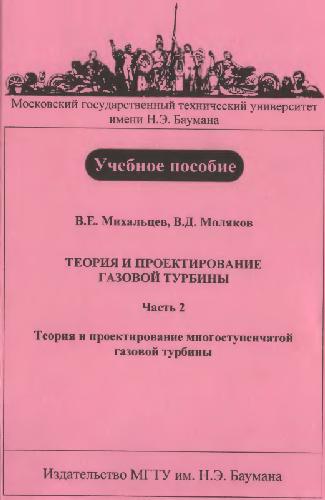 Московский государственный технический университет
имени Н.Э. Баумана
Учебное пособие
В.Е. Михальцев, В.Д. Моляков
ТЕОРИЯ И ПРОЕКТИРОВАНИЕ
ГАЗОВОЙ ТУРБИНЫ
Часть 2
Теория и проектирование многоступенчатой
газовой турбины
Издательство МГТУ им. Н.Э. Баумана